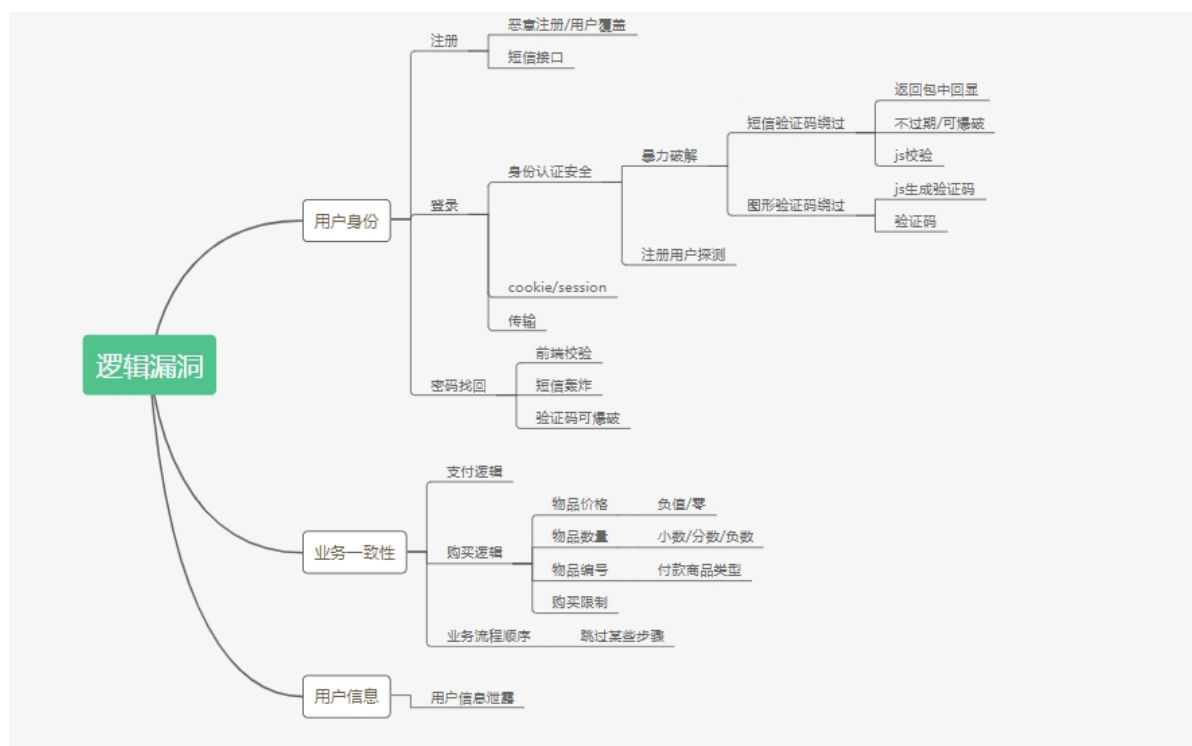 逻辑漏洞
用户身份
注册
恶意注册/用户覆盖
短信接口
登录
身份认证安全
暴力破解
短信验证码绕过
返回包中回显
不过期/可爆破
js校验
图形验证码绕过
js生成验证码
验证码
注册用户探测
cookie/session
传输
密码找回
前端校验
短信轰炸
验证码可爆破
业务一致性
支付逻辑
购买逻辑
物品价格
负值/零
物品数量
小数/分数/负数
物品编号
付款商品类型
购买限制
业务流程顺序
跳过某些步骤
用户信息
用户信息泄露